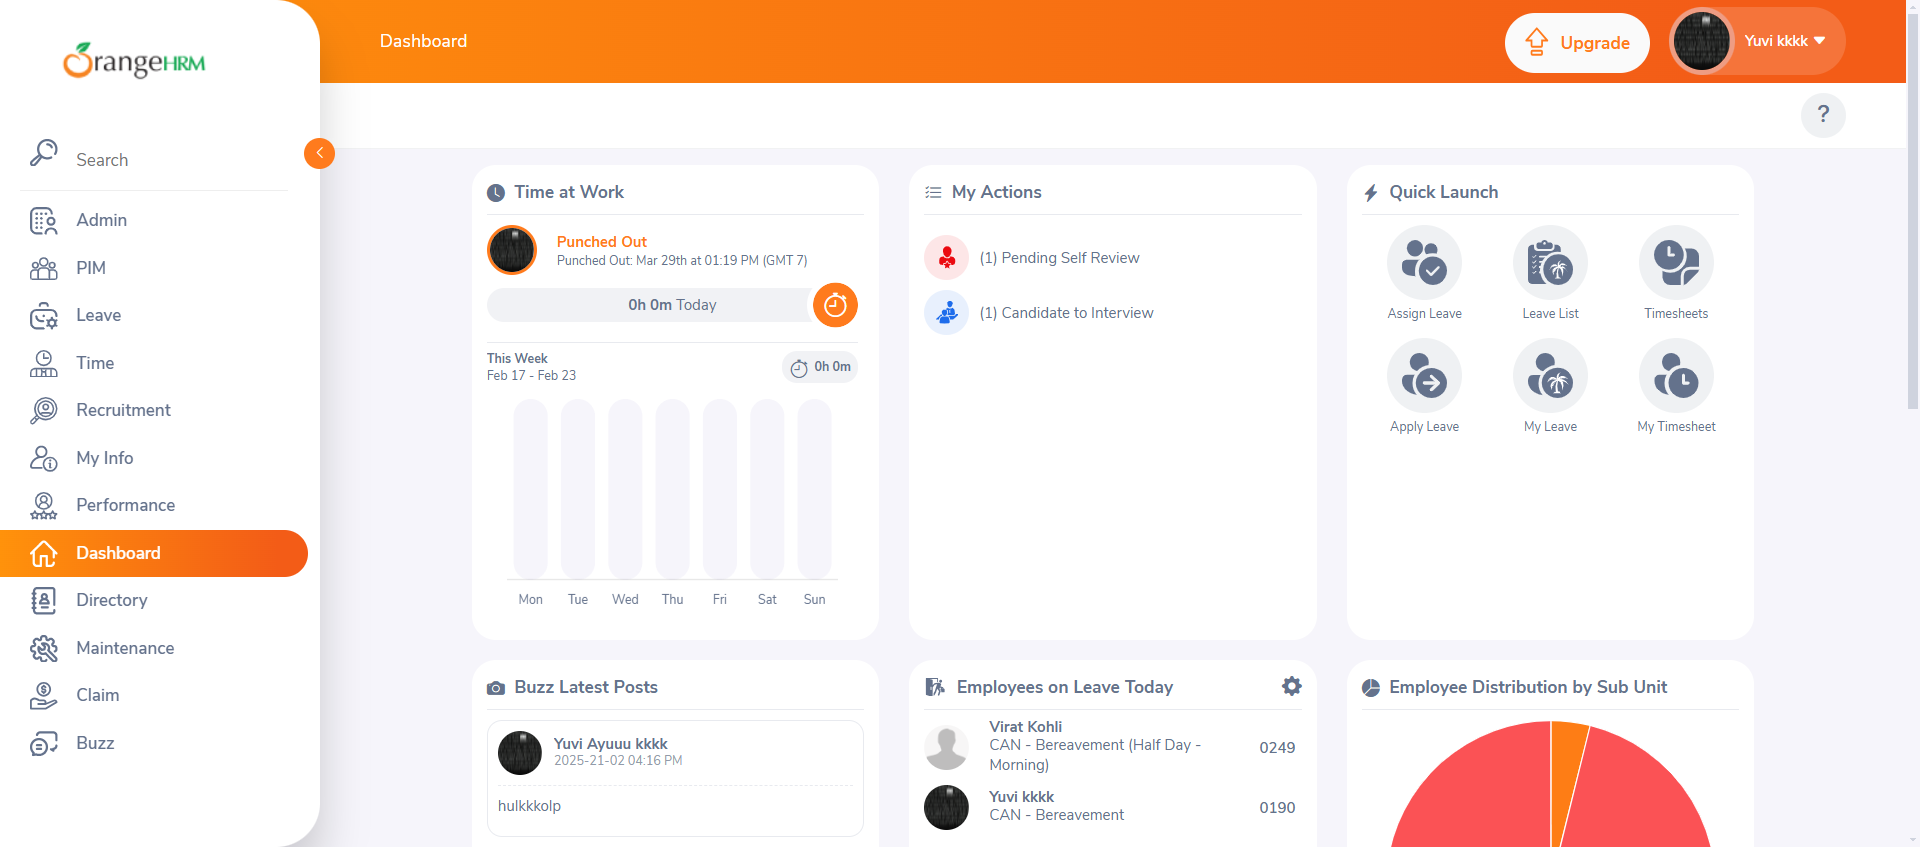 OrangeHRM
Dashboard
Upgrade
Yuvi kkkk
?
Search
Admin
PIM
Leave
Time
Recruitment
My Info
Performance
Dashboard
Directory
Maintenance
Claim
Buzz
Time at Work
Punched Out
Punched Out: Mar 29th at 01:19 PM (GMT 7)
0h 0m Today
This Week
Feb 17 - Feb 23
0h 0m
Mon Tue Wed Thu Fri Sat Sun
My Actions
(1) Pending Self Review
(1) Candidate to Interview
Quick Launch
Assign Leave Leave List Timesheets
Apply Leave My Leave My Timesheet
Buzz Latest Posts
Yuvi Ayuuu kkkk
2025-21-02 04:16 PM
hulkkkolp
Employees on Leave Today
Virat Kohli
CAN - Bereavement (Half Day - 0249
Morning)
Yuvi kkkk
CAN - Bereavement 0190
Employee Distribution by Sub Unit